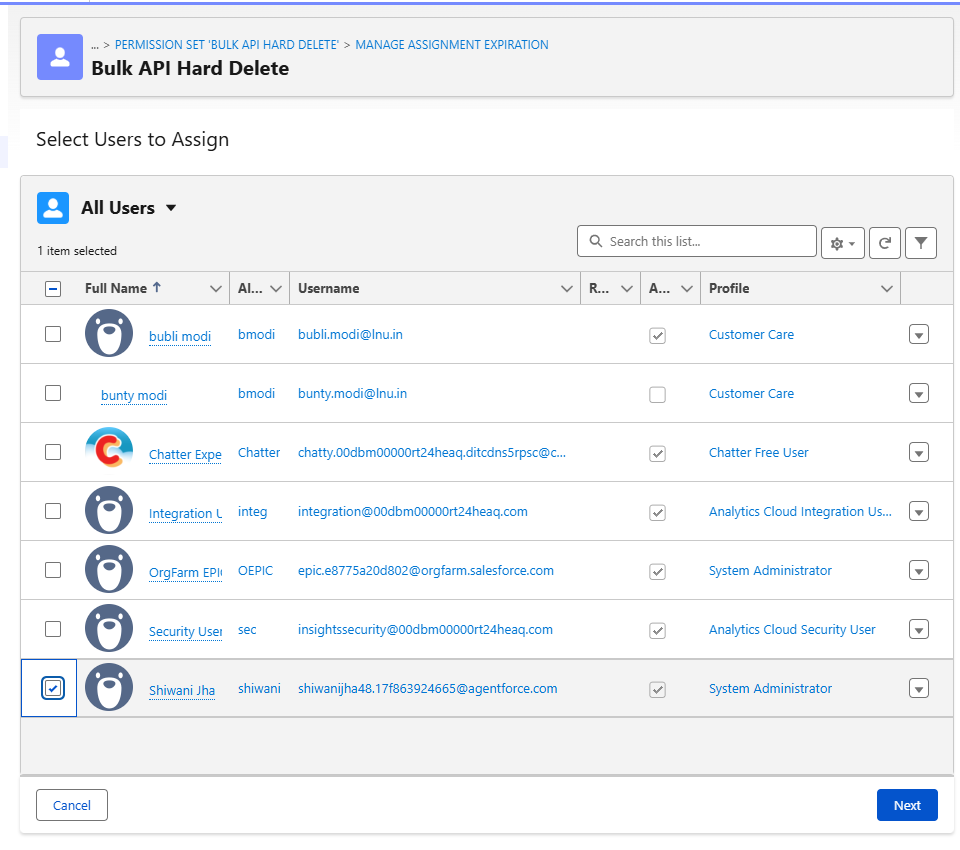 ... > PERMISSION SET 'BULK API HARD DELETE' > MANAGE ASSIGNMENT EXPIRATION
Bulk API Hard Delete
Select Users to Assign
All Users
1 item selected
Search this list...
Full Name Al... Username R... A... Profile
bubli modi bmodi bubli.modi@lnu.in Customer Care
bunty modi bmodi bunty.modi@lnu.in Customer Care
Chatter Expe Chatter chatty.00dbm00000rt24heaq.ditcdns5rpsc@c... Chatter Free User
Integration U integ integration@00dbm00000rt24heaq.com Analytics Cloud Integration Us...
OrgFarm EPIC OEPIC epic.e8775a20d802@orgfarm.salesforce.com System Administrator
Security User sec insightssecurity@00dbm00000rt24heaq.com Analytics Cloud Security User
Shiwani Jha shiwani shiwanijha48.17f863924665@agentforce.com System Administrator
Cancel Next